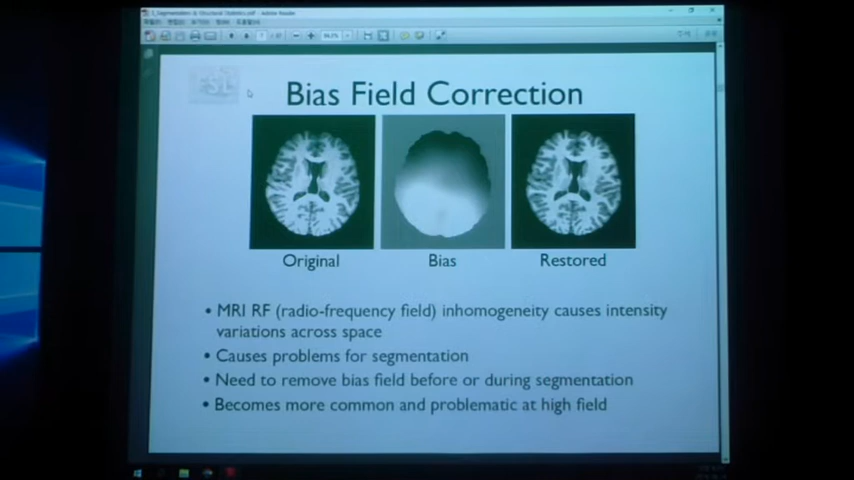 FSL
Bias Field Correction
Original
Bias
Restored
• MRI RF (radio-frequency field) inhomogeneity causes intensity
variations across space
• Causes problems for segmentation
• Need to remove bias field before or during segmentation
• Becomes more common and problematic at high field